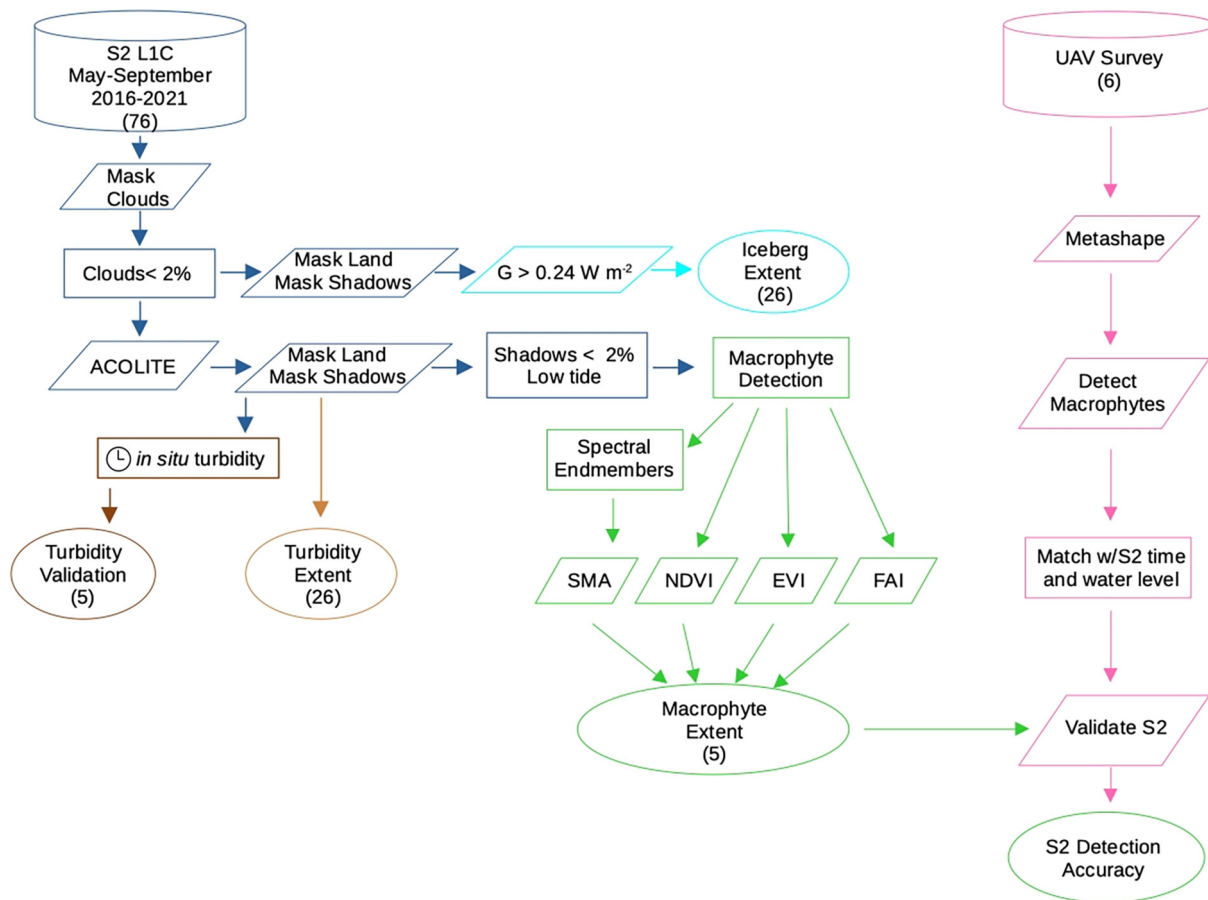 S2 L1C
May-September
2016-2021
(76)
UAV Survey
(6)
Mask
Clouds
Metashape
Clouds< 2%
Mask Land
Mask Shadows
G > 0.24 W m-2
Iceberg
Extent
(26)
ACOLITE
Mask Land
Mask Shadows
Shadows < 2%
Low tide
Macrophyte
Detection
Detect
Macrophytes
in situ turbidity
Spectral
Endmembers
Turbidity
Validation
(5)
Turbidity
Extent
(26)
SMA
NDVI
EVI
FAI
Match w/S2 time
and water level
Macrophyte
Extent
(5)
Validate S2
S2 Detection
Accuracy